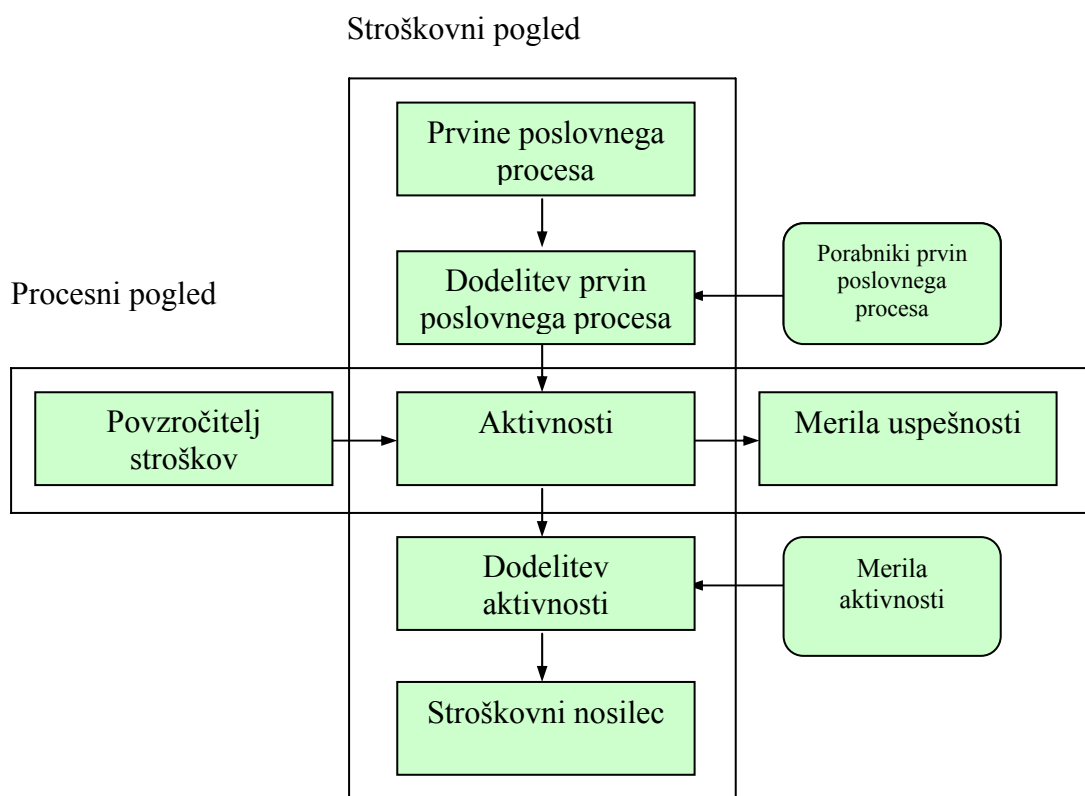 Stroškovni pogled
Prvine poslovnega
procesa
Dodelitev prvin
poslovnega procesa
Porabniki prvin
poslovnega
procesa
Procesni pogled
Povzročitelj
stroškov
Aktivnosti
Merila uspešnosti
Dodelitev
aktivnosti
Merila
aktivnosti
Stroškovni nosilec